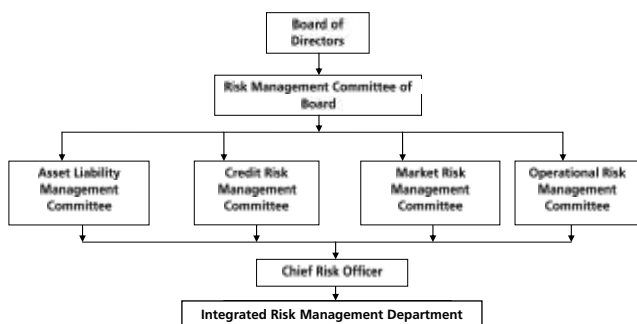 Board of
Directors
Risk Management Committee of
Board
Asset Liability
Management
Committee
Credit Risk
Management
Committee
Market Risk
Management
Committee
Operational Risk
Management
Committee
Chief Risk Officer
Integrated Risk Management Department